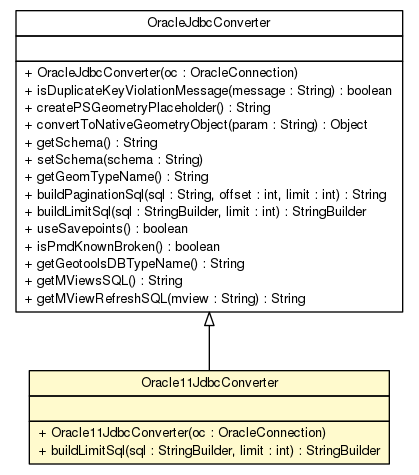 OracleJdbcConverter
+ OracleJdbcConverter(oc : OracleConnection)
+ isDuplicateKeyViolationMessage(message : String) : boolean
+ createPSGeometryPlaceholder() : String
+ convertToNativeGeometryObject(param : String) : Object
+ getSchema() : String
+ setSchema(schema : String)
+ getGeomTypeName() : String
+ buildPaginationSql(sql : String, offset : int, limit : int) : String
+ buildLimitSql(sql : StringBuilder, limit : int) : StringBuilder
+ useSavepoints() : boolean
+ isPmdKnownBroken() : boolean
+ getGeotoolsDBTypeName() : String
+ getMViewsSQL() : String
+ getMViewRefreshSQL(mview : String) : String
Oracle11JdbcConverter
+ Oracle11JdbcConverter(oc : OracleConnection)
+ buildLimitSql(sql : StringBuilder, limit : int) : StringBuilder